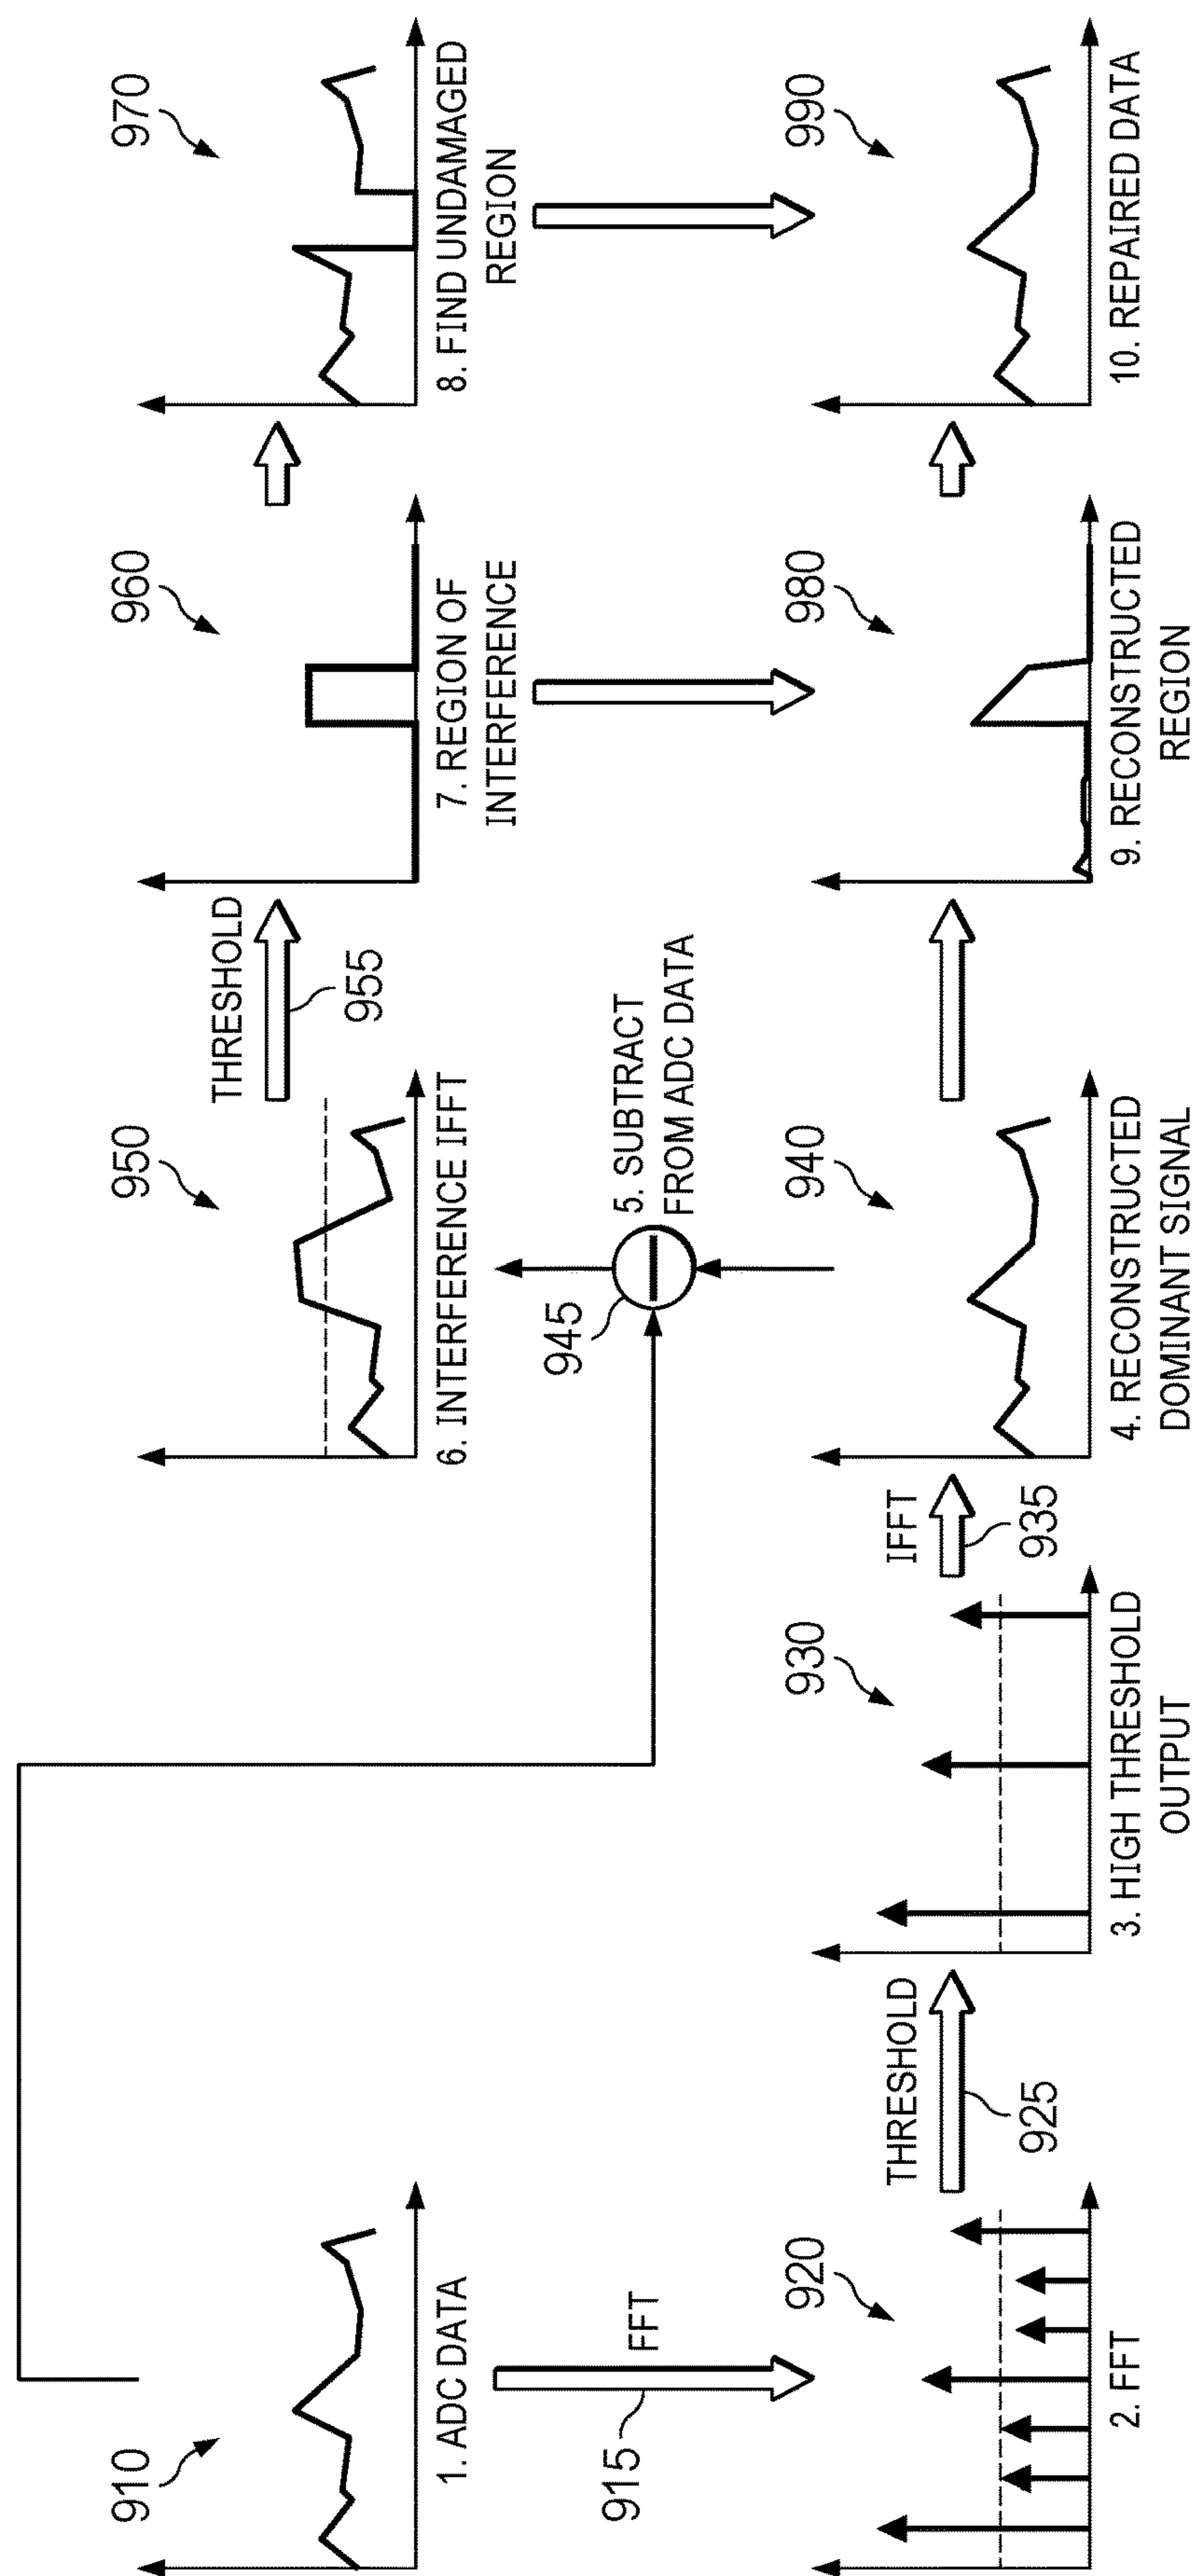 910
1. ADC DATA
915
FFT
920
2. FFT
THRESHOLD
925
930
3. HIGH THRESHOLD
OUTPUT
IFFT
935
940
4. RECONSTRUCTED
DOMINANT SIGNAL
945
5. SUBTRACT
FROM ADC DATA
950
6. INTERFERENCE IFFT
THRESHOLD
955
960
7. REGION OF
INTERFERENCE
970
8. FIND UNDAMAGED
REGION
980
9. RECONSTRUCTED
REGION
990
10. REPAIRED DATA